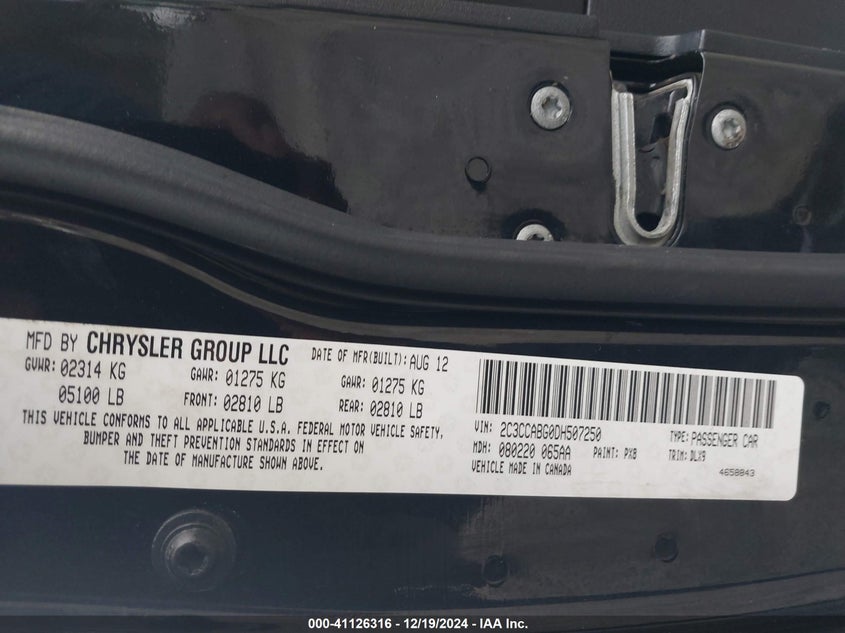 MFD BY CHRYSLER GROUP LLC DATE OF MFR(BUILT): AUG 12
GVWR: 02314 KG GAWR: 01275 KG GAWR: 01275 KG
05100 LB FRONT: 02810 LB REAR: 02810 LB
THIS VEHICLE CONFORMS TO ALL APPLICABLE U.S.A. FEDERAL MOTOR VEHICLE SAFETY,
BUMPER AND THEFT PREVENTION STANDARDS IN EFFECT ON
THE DATE OF MANUFACTURE SHOWN ABOVE.
VIN: 2C3CCABG0DH507250 TYPE: PASSENGER CAR
MDH: 080220 065AA PAINT: PX8 TRIM: DLX9
VEHICLE MADE IN CANADA 4658843
000-41126316 - 12/19/2024 - IAA Inc.